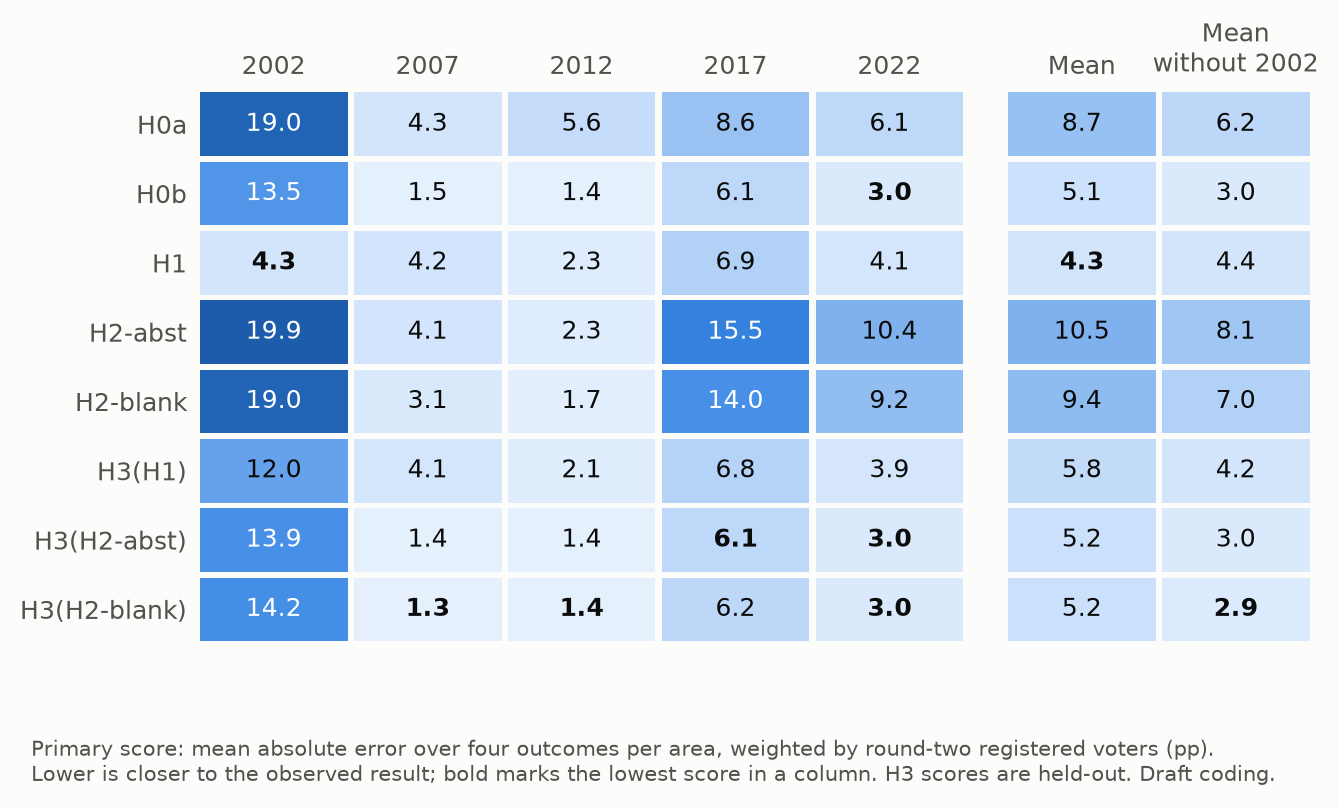 Mean
2002 2007 2012 2017 2022 Mean without 2002
H0a 19.0 4.3 5.6 8.6 6.1 8.7 6.2
H0b 13.5 1.5 1.4 6.1 3.0 5.1 3.0
H1 4.3 4.2 2.3 6.9 4.1 4.3 4.4
H2-abst 19.9 4.1 2.3 15.5 10.4 10.5 8.1
H2-blank 19.0 3.1 1.7 14.0 9.2 9.4 7.0
H3(H1) 12.0 4.1 2.1 6.8 3.9 5.8 4.2
H3(H2-abst) 13.9 1.4 1.4 6.1 3.0 5.2 3.0
H3(H2-blank) 14.2 1.3 1.4 6.2 3.0 5.2 2.9
Primary score: mean absolute error over four outcomes per area, weighted by round-two registered voters (pp).
Lower is closer to the observed result; bold marks the lowest score in a column. H3 scores are held-out. Draft coding.